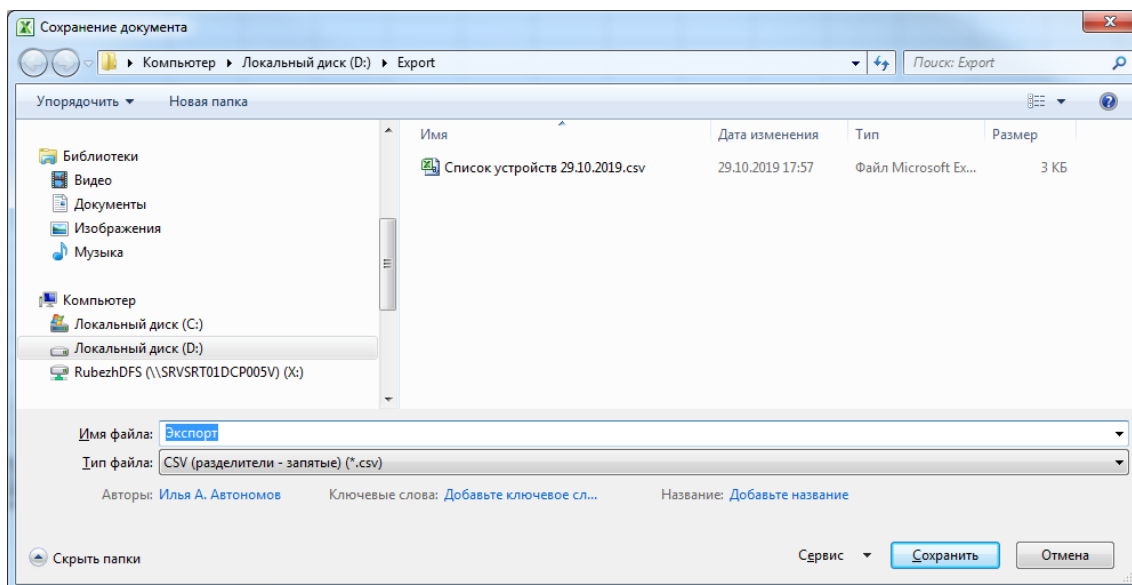 Сохранение документа
Компьютер Локальный диск (D:) Export
Поиск: Export
Упорядочить Новая папка
Имя Дата изменения Тип Размер
Список устройств 29.10.2019.csv 29.10.2019 17:57 Файл Microsoft Ex... 3 КБ
Библиотеки
Видео
Документы
Изображения
Музыка
Компьютер
Локальный диск (C:)
Локальный диск (D:)
RubezhDFS (\\SRVSRT01DCP005V) (X:)
Имя файла: Экспорт
Тип файла: CSV (разделители - запятые) (*.csv)
Авторы: Илья А. Автономов Ключевые слова: Добавьте ключевое сл... Название: Добавьте название
Скрыть папки Сервис Сохранить Отмена